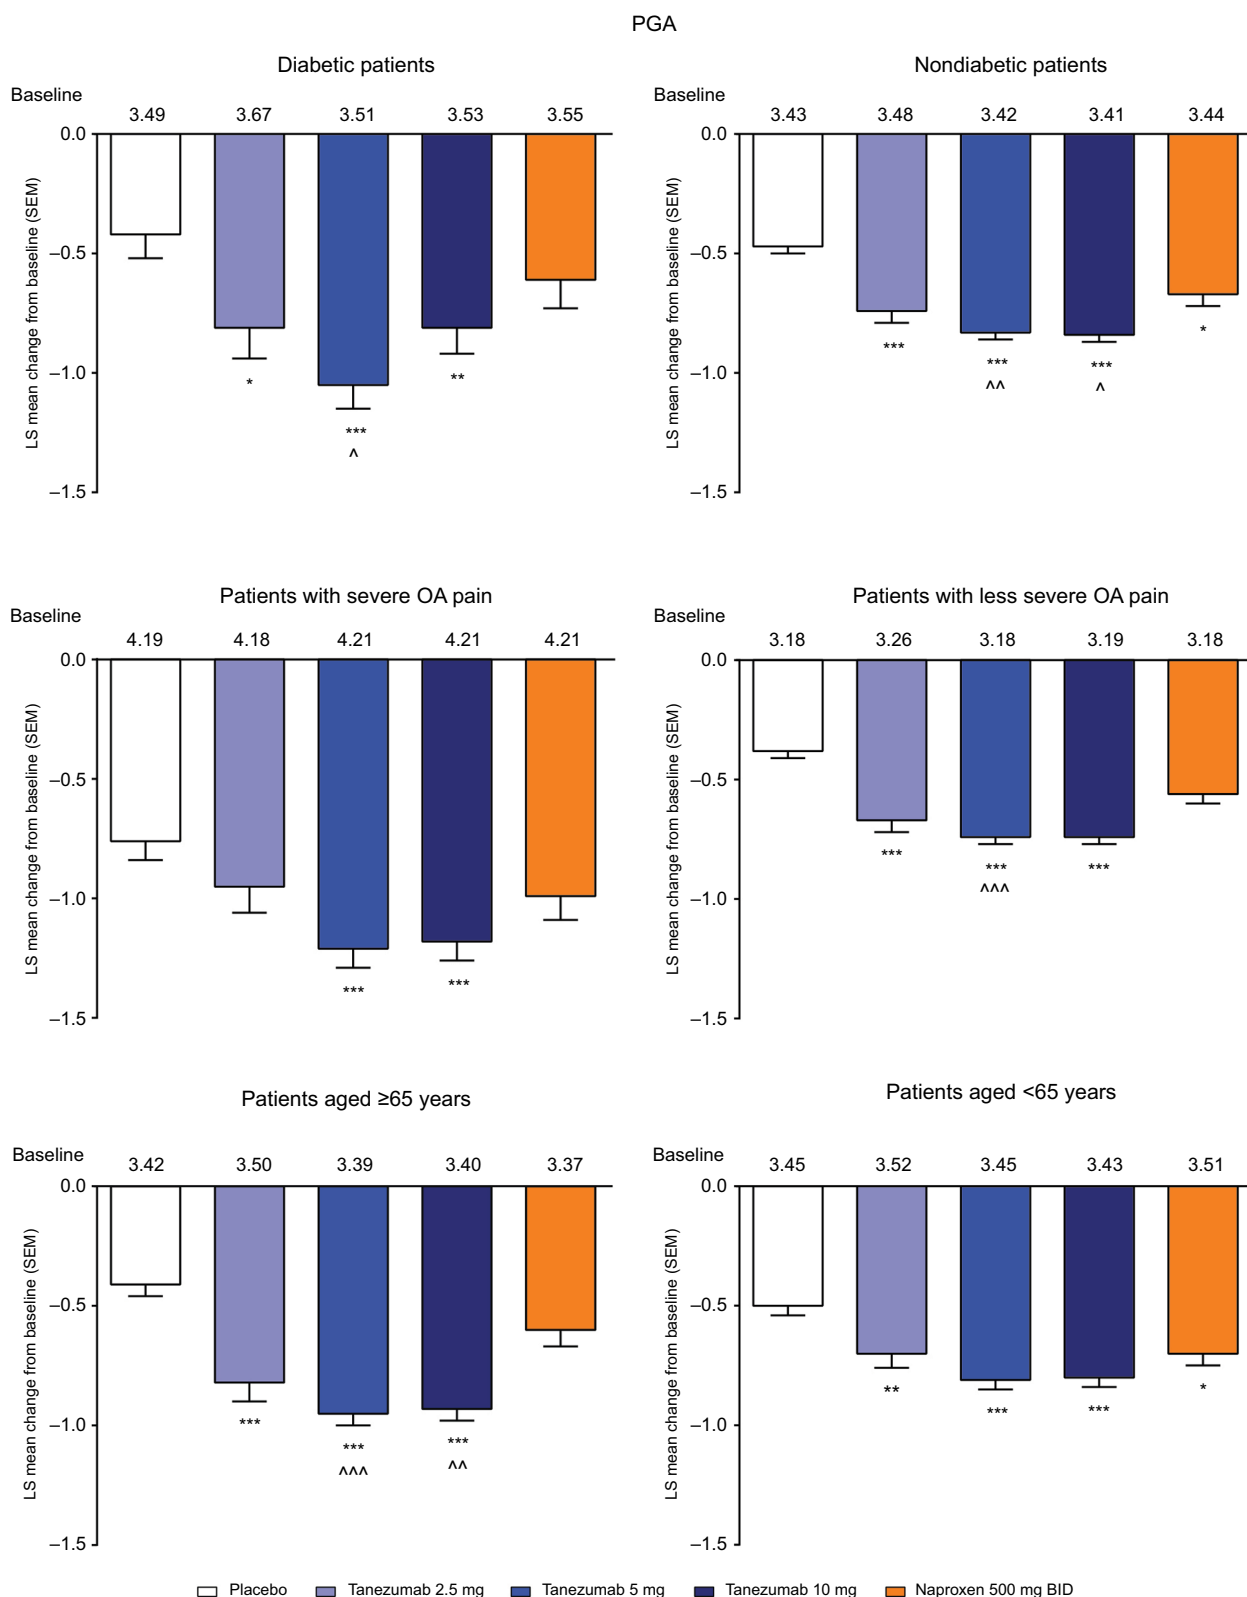 PGA
Diabetic patients
Baseline
3.49 3.67 3.51 3.53 3.55
0.0
–0.5
–1.0
–1.5
LS mean change from baseline (SEM)
*
***
^
**
Nondiabetic patients
Baseline
3.43 3.48 3.42 3.41 3.44
0.0
–0.5
–1.0
–1.5
LS mean change from baseline (SEM)
***
***
^^
***
^
*
Patients with severe OA pain
Baseline
4.19 4.18 4.21 4.21 4.21
0.0
–0.5
–1.0
–1.5
LS mean change from baseline (SEM)
***
***
Patients with less severe OA pain
Baseline
3.18 3.26 3.18 3.19 3.18
0.0
–0.5
–1.0
–1.5
LS mean change from baseline (SEM)
***
***
^^^
***
Patients aged ≥65 years
Baseline
3.42 3.50 3.39 3.40 3.37
0.0
–0.5
–1.0
–1.5
LS mean change from baseline (SEM)
***
***
^^^
***
^^
Patients aged <65 years
Baseline
3.45 3.52 3.45 3.43 3.51
0.0
–0.5
–1.0
–1.5
LS mean change from baseline (SEM)
**
***
***
*
Placebo Tanezumab 2.5 mg Tanezumab 5 mg Tanezumab 10 mg Naproxen 500 mg BID